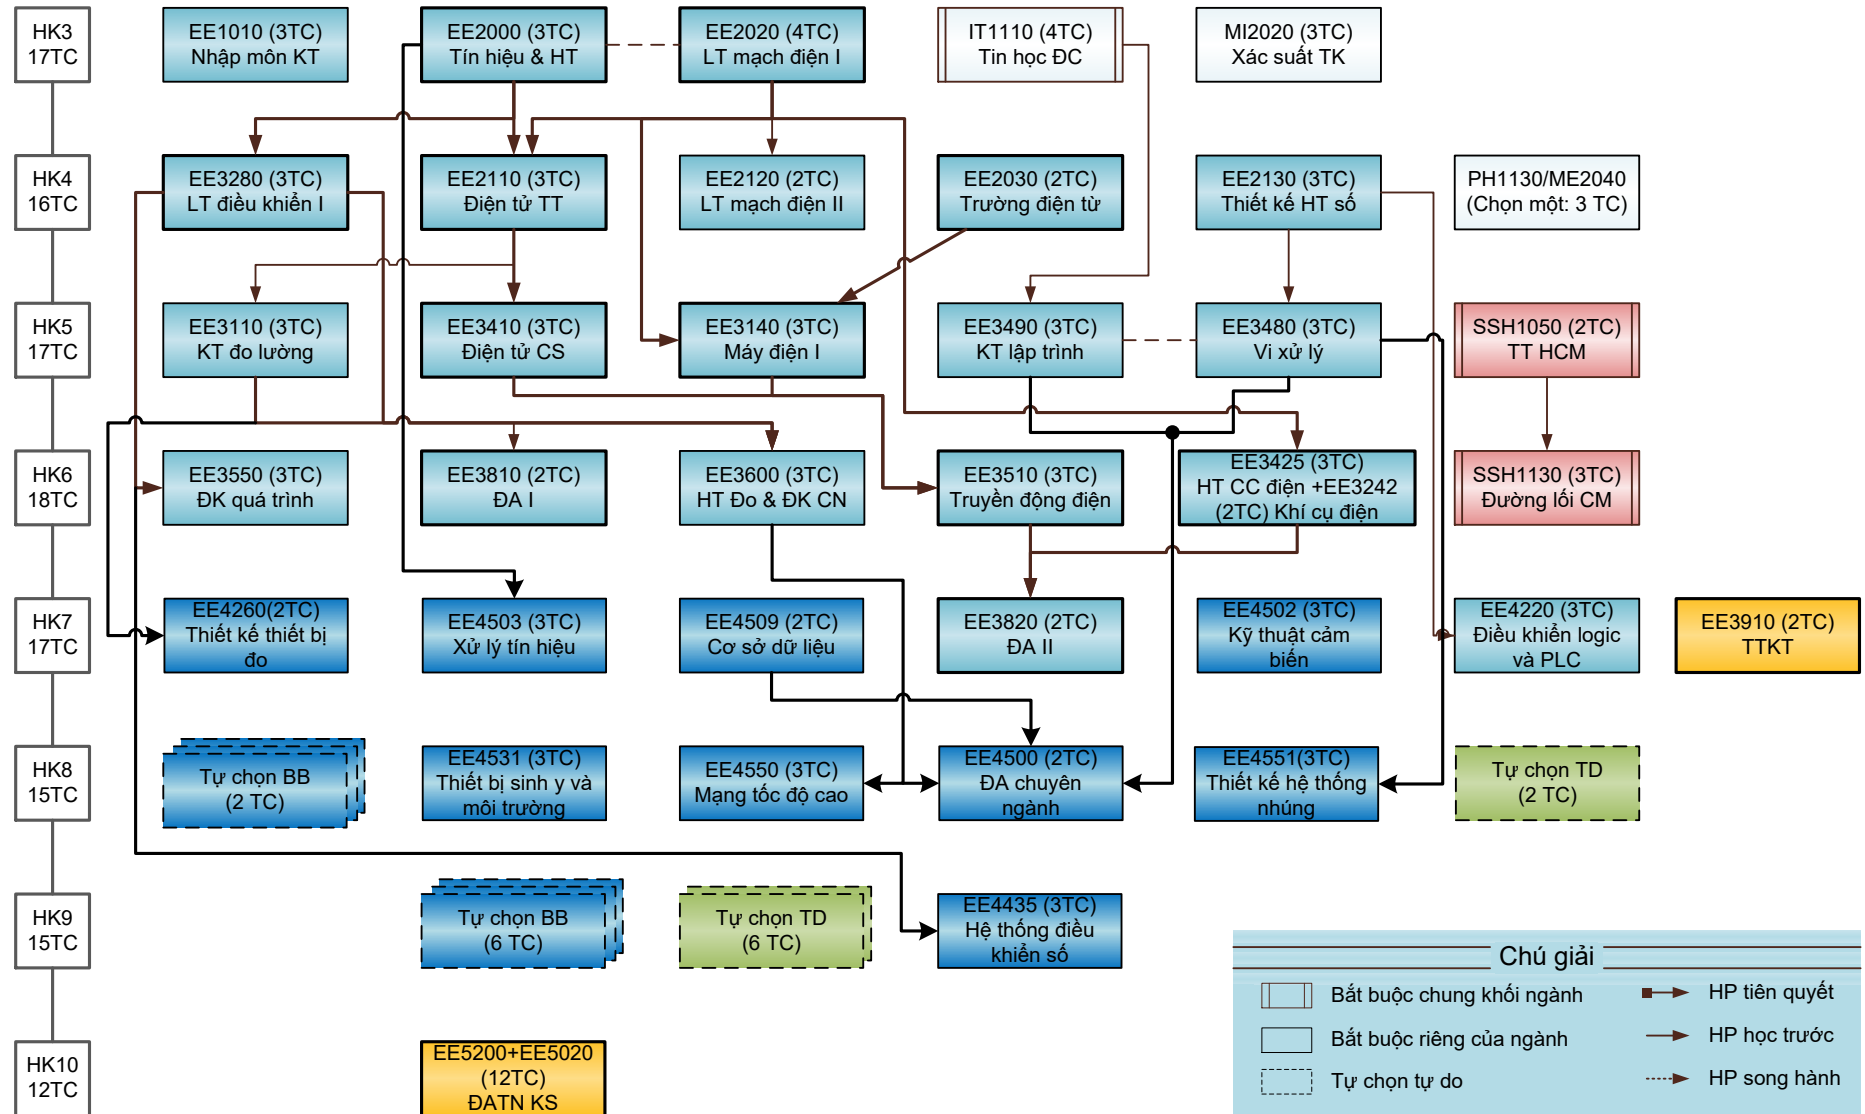 HK3
17TC
EE1010 (3TC)
Nhập môn KT
EE2000 (3TC)
Tín hiệu & HT
EE2020 (4TC)
LT mạch điện I
IT1110 (4TC)
Tin học ĐC
MI2020 (3TC)
Xác suất TK
HK4
16TC
EE3280 (3TC)
LT điều khiển I
EE2110 (3TC)
Điện tử TT
EE2120 (2TC)
LT mạch điện II
EE2030 (2TC)
Trường điện từ
EE2130 (3TC)
Thiết kế HT số
PH1130/ME2040
(Chọn một: 3 TC)
HK5
17TC
EE3110 (3TC)
KT đo lường
EE3410 (3TC)
Điện tử CS
EE3140 (3TC)
Máy điện I
EE3490 (3TC)
KT lập trình
EE3480 (3TC)
Vi xử lý
SSH1050 (2TC)
TT HCM
HK6
18TC
EE3550 (3TC)
ĐK quá trình
EE3810 (2TC)
ĐA I
EE3600 (3TC)
HT Đo & ĐK CN
EE3510 (3TC)
Truyền động điện
EE3425 (3TC)
HT CC điện +EE3242
(2TC) Khí cụ điện
SSH1130 (3TC)
Đường lối CM
HK7
17TC
EE4260(2TC)
Thiết kế thiết bị
đo
EE4503 (3TC)
Xử lý tín hiệu
EE4509 (2TC)
Cơ sở dữ liệu
EE3820 (2TC)
ĐA II
EE4502 (3TC)
Kỹ thuật cảm
biến
EE4220 (3TC)
Điều khiển logic
và PLC
EE3910 (2TC)
TTKT
HK8
15TC
Tự chọn BB
(2 TC)
EE4531 (3TC)
Thiết bị sinh y và
môi trường
EE4550 (3TC)
Mạng tốc độ cao
EE4500 (2TC)
ĐA chuyên
ngành
EE4551(3TC)
Thiết kế hệ thống
nhúng
Tự chọn TD
(2 TC)
HK9
15TC
Tự chọn BB
(6 TC)
Tự chọn TD
(6 TC)
EE4435 (3TC)
Hệ thống điều
khiển số
HK10
12TC
EE5200+EE5020
(12TC)
ĐATN KS
Chú giải
Bắt buộc chung khối ngành
HP tiên quyết
Bắt buộc riêng của ngành
HP học trước
Tự chọn tự do
HP song hành